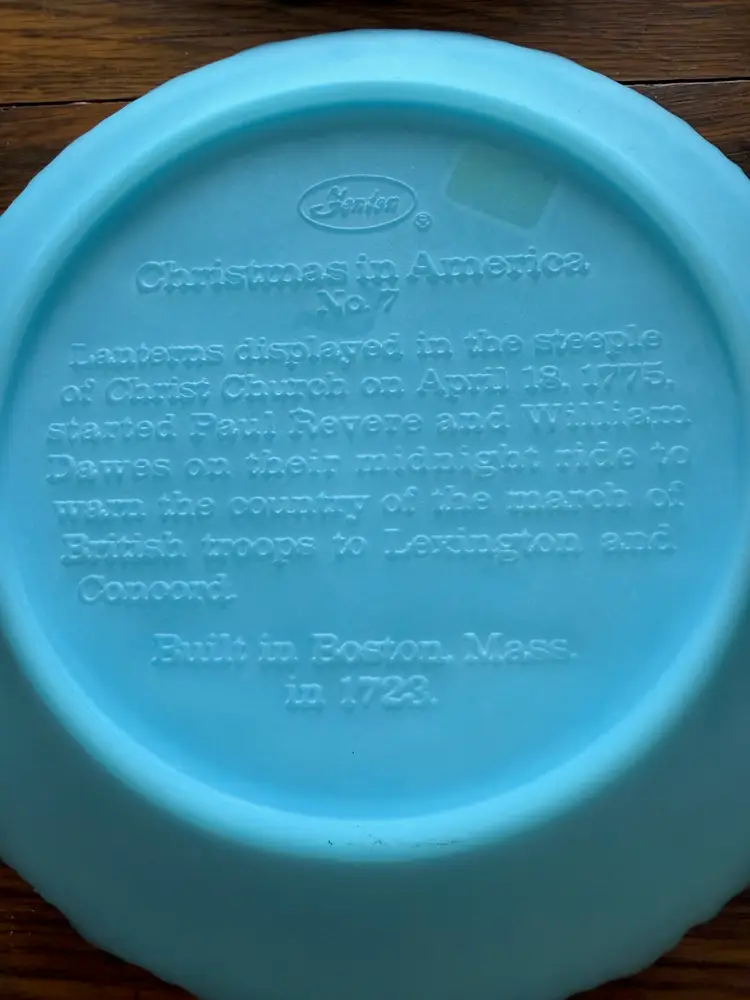 Fenton ®
Christmas in America
No. 7
Lanterns displayed in the steeple
of Christ Church on April 18, 1775,
started Paul Revere and William
Dawes on their midnight ride to
warn the country of the march of
British troops to Lexington and
Concord.
Built in Boston, Mass.
in 1723.